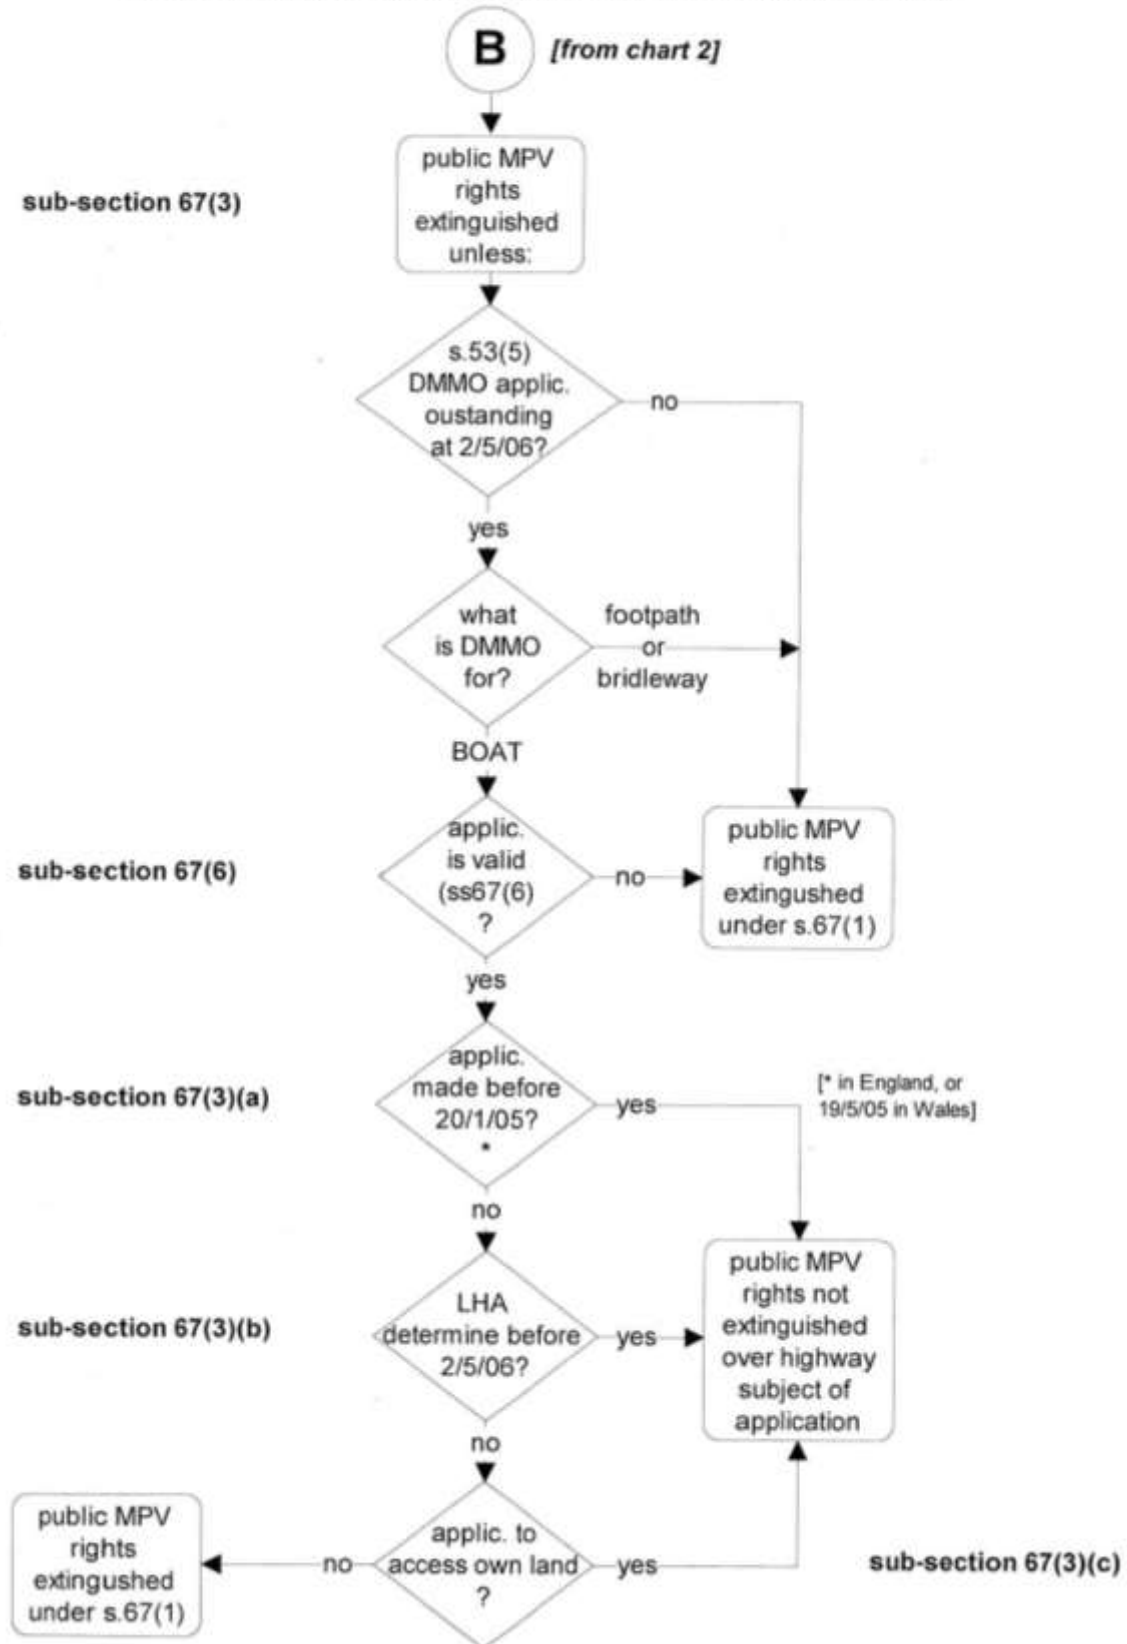 B
[from chart 2]
public MPV
rights
extinguished
unless:
sub-section 67(3)
s.53(5)
DMMO applic.
oustanding
at 2/5/06?
no
yes
what
is DMMO
for?
footpath
or
bridleway
BOAT
sub-section 67(6)
applic.
is valid
(ss67(6)
?
no
public MPV
rights
extingushed
under s.67(1)
yes
sub-section 67(3)(a)
applic.
made before
20/1/05?
*
yes
[* in England, or
19/5/05 in Wales]
no
sub-section 67(3)(b)
LHA
determine before
2/5/06?
yes
public MPV
rights not
extinguished
over highway
subject of
application
no
public MPV
rights
extingushed
under s.67(1)
no
applic. to
access own land
?
yes
sub-section 67(3)(c)